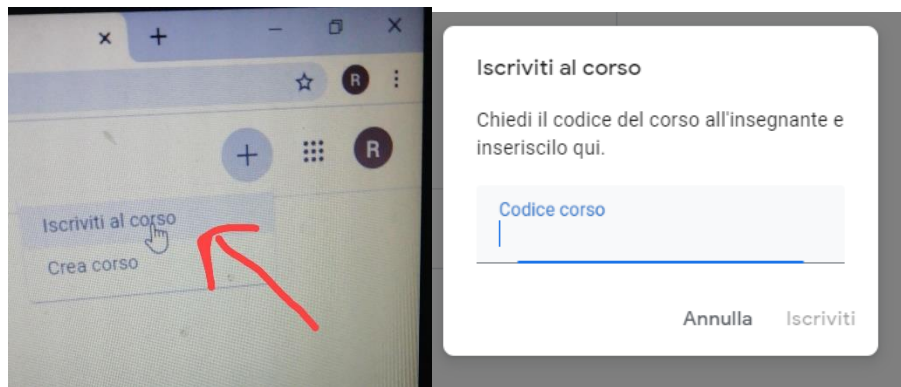 R
R
Iscriviti al corso
Crea corso
Iscriviti al corso
Chiedi il codice del corso all'insegnante e
inseriscilo qui.
Codice corso
Annulla Iscriviti